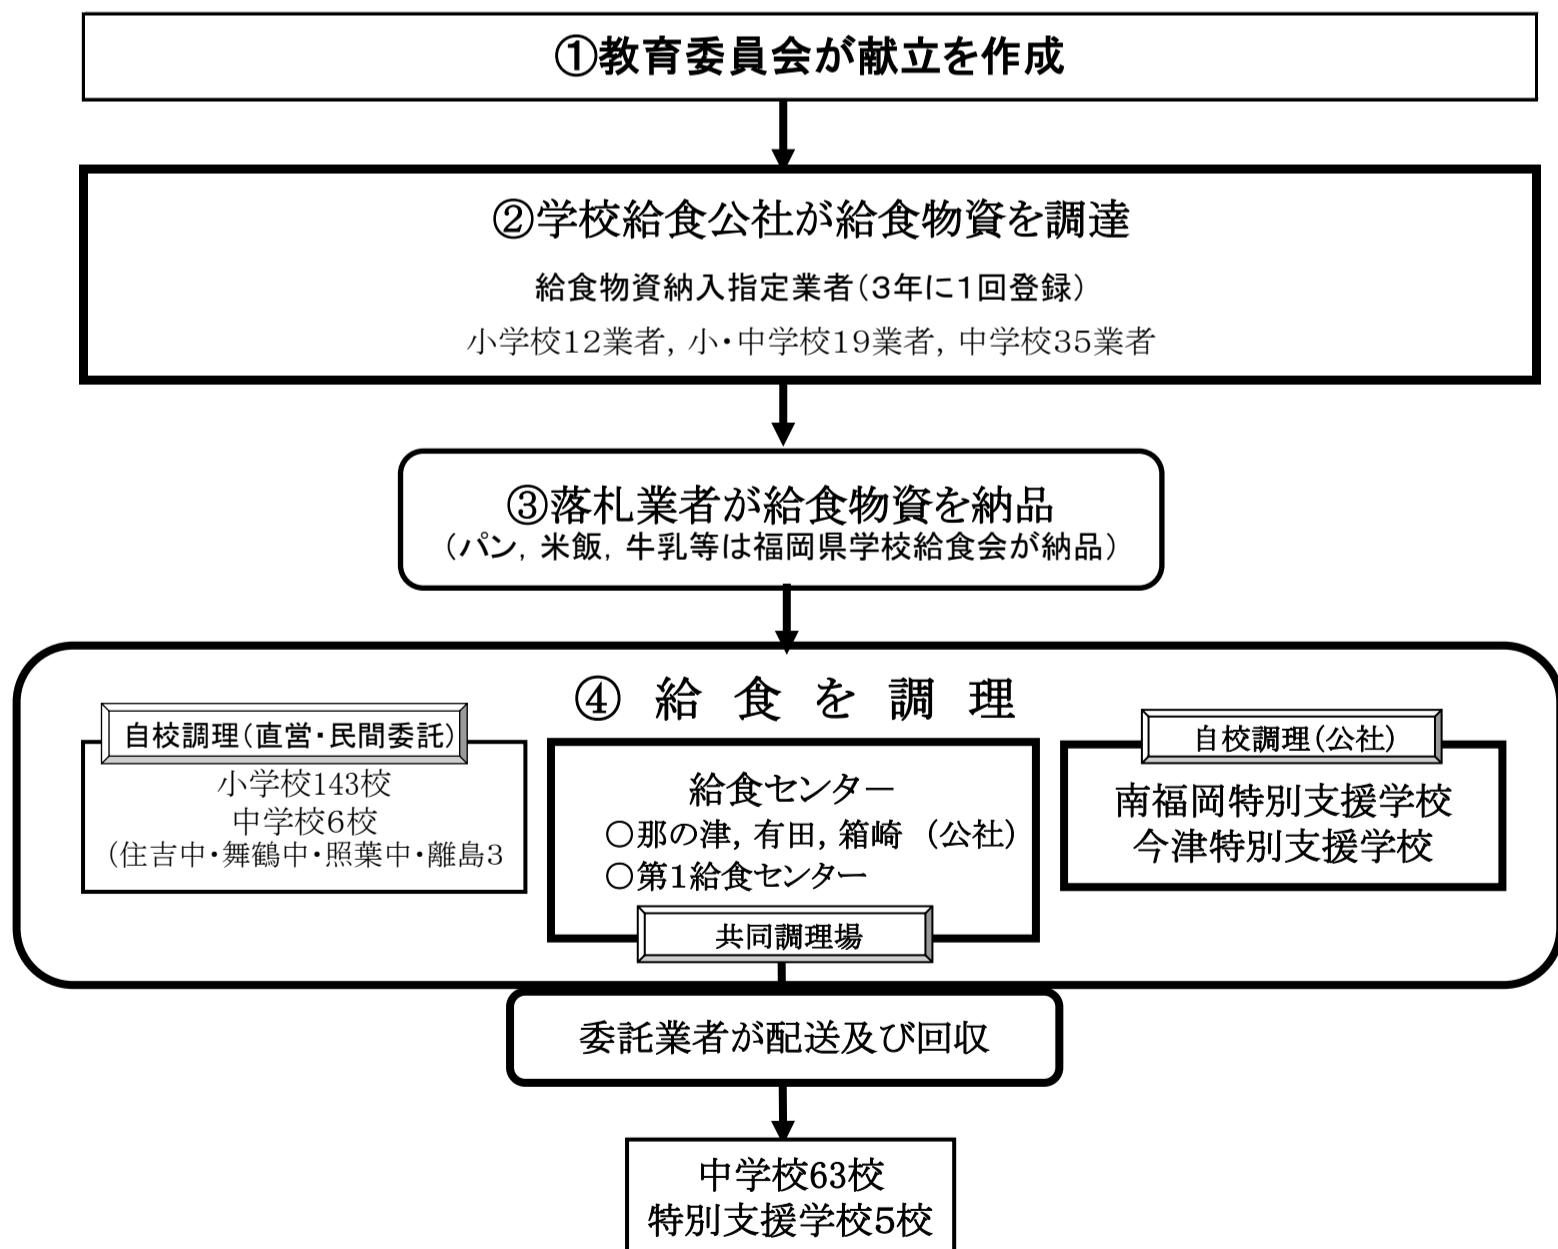 ①教育委員会が献立を作成
②学校給食公社が給食物資を調達
給食物資納入指定業者(3年に1回登録)
小学校12業者, 小・中学校19業者, 中学校35業者
③落札業者が給食物資を納品
(パン, 米飯, 牛乳等は福岡県学校給食会が納品)
④ 給 食 を 調 理
自校調理(直営・民間委託)
小学校143校
中学校6校
(住吉中・舞鶴中・照葉中・離島3
給食センター
○那の津, 有田, 箱崎 (公社)
○第1給食センター
共同調理場
自校調理(公社)
南福岡特別支援学校
今津特別支援学校
委託業者が配送及び回収
中学校63校
特別支援学校5校